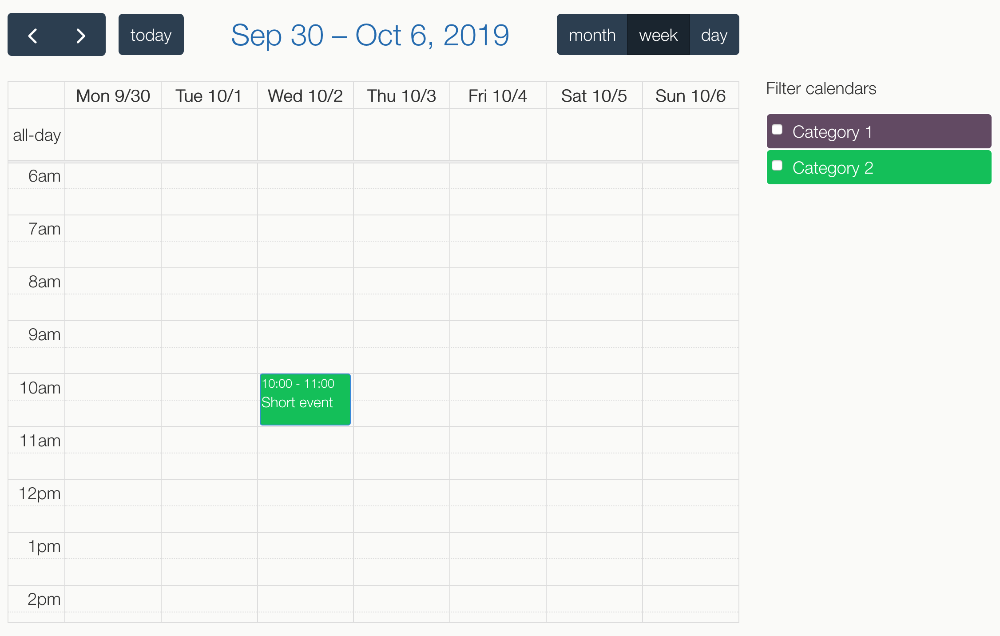 today
Sep 30 – Oct 6, 2019
month week day
Filter calendars
Category 1
Category 2
Mon 9/30 Tue 10/1 Wed 10/2 Thu 10/3 Fri 10/4 Sat 10/5 Sun 10/6
all-day
6am
7am
8am
9am
10am
10:00 - 11:00
Short event
11am
12pm
1pm
2pm